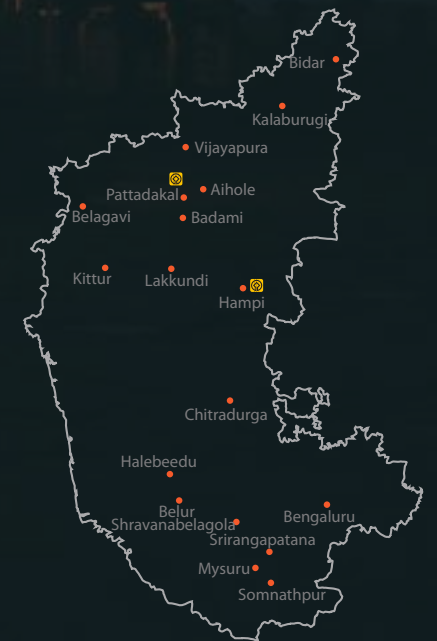 Bidar
Kalaburugi
Vijayapura
Aihole
Pattadakal
Belagavi
Badami
Kittur
Lakkundi
Hampi
Chitradurga
Halebeedu
Belur
Bengaluru
Shravanabelagola
Srirangapatana
Mysuru
Somnathpur